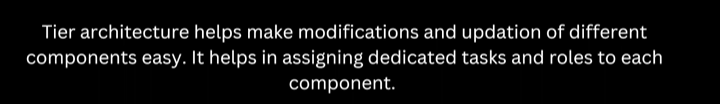 Tier architecture helps make modifications and updation of different
components easy. It helps in assigning dedicated tasks and roles to each
component.